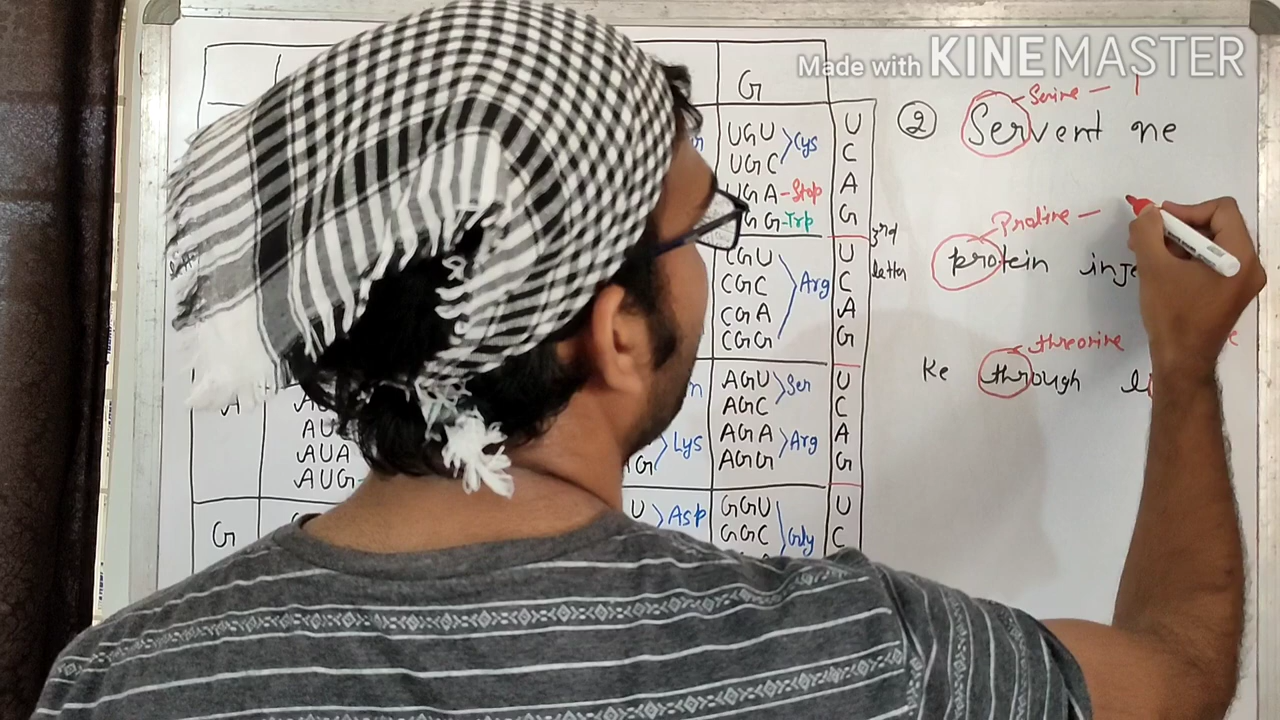 Made with KINEMASTER
G
② Servent ne
Serine - 1
UGU
UGC
Cys
UGA - Stop
G G - Trp
U
C
A
G
3rd
letter
Proline -
protein inje
CGU
CGC
CGA
CGG
Arg
U
C
A
G
threonine
Ke through li
AGU
AGC
Ser
AGA
AGG
Arg
U
C
A
G
A
AUA
AUG
Lys
G
U
Asp
GGU
GGC
Gly
U
C